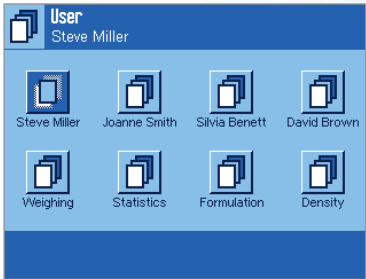 User
Steve Miller
Steve Miller Joanne Smith Silvia Benett David Brown
Weighing Statistics Formulation Density